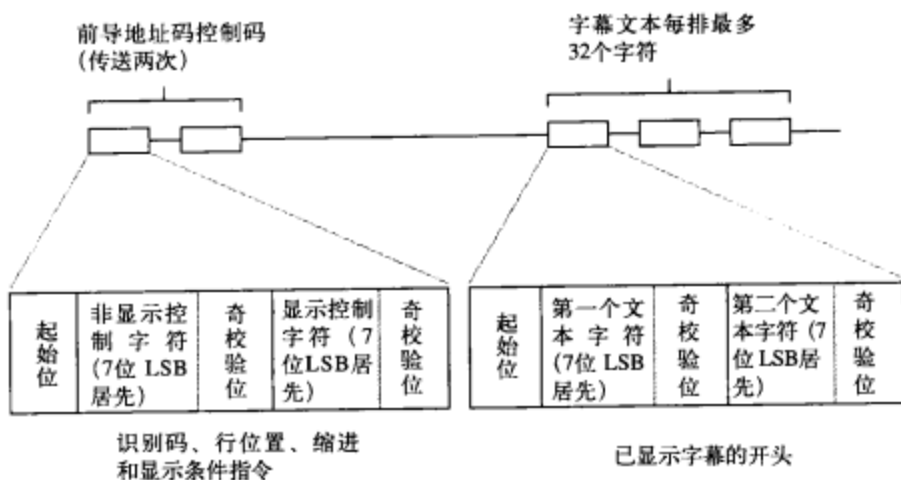 前导地址码控制码
(传送两次)
字幕文本每排最多
32个字符
起始位
非显示控
制字符
(7位 LSB
居先)
奇校验位
显示控制
字符(7
位LSB居
先)
奇校验位
起始位
第一个文
本字符
(7位 LSB
居先)
奇校验位
第二个文
本字符(7
位LSB居
先)
奇校验位
识别码、行位置、缩进
和显示条件指令
已显示字幕的开头